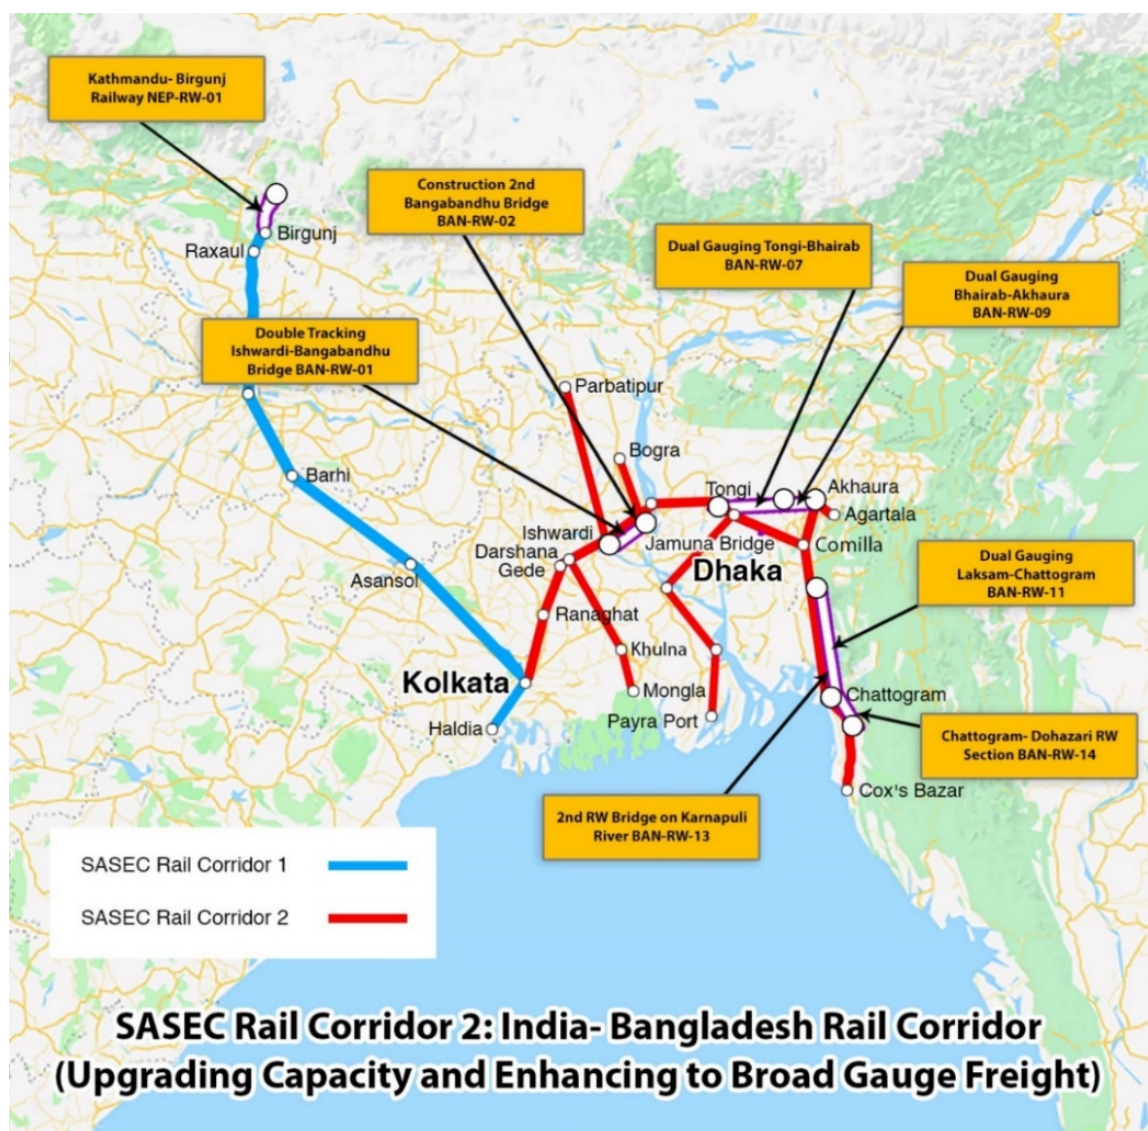 Kathmandu- Birgunj
Railway NEP-RW-01
Construction 2nd
Bangabandhu Bridge
BAN-RW-02
Birgunj
Raxaul
Dual Gauging Tongi-Bhairab
BAN-RW-07
Dual Gauging
Bhairab-Akhaura
BAN-RW-09
Double Tracking
Ishwardi-Bangabandhu
Bridge BAN-RW-01
Parbatipur
Bogra
Barhi
Tongi
Akhaura
Agartala
Ishwardi
Jamuna Bridge
Comilla
Darshana
Gede
Dhaka
Asansol
Dual Gauging
Laksam-Chattogram
BAN-RW-11
Ranaghat
Khulna
Kolkata
Mongla
Chattogram
Payra Port
Haldia
Chattogram- Dohazari RW
Section BAN-RW-14
Cox's Bazar
2nd RW Bridge on Karnapuli
River BAN-RW-13
SASEC Rail Corridor 1
SASEC Rail Corridor 2
SASEC Rail Corridor 2: India- Bangladesh Rail Corridor
(Upgrading Capacity and Enhancing to Broad Gauge Freight)